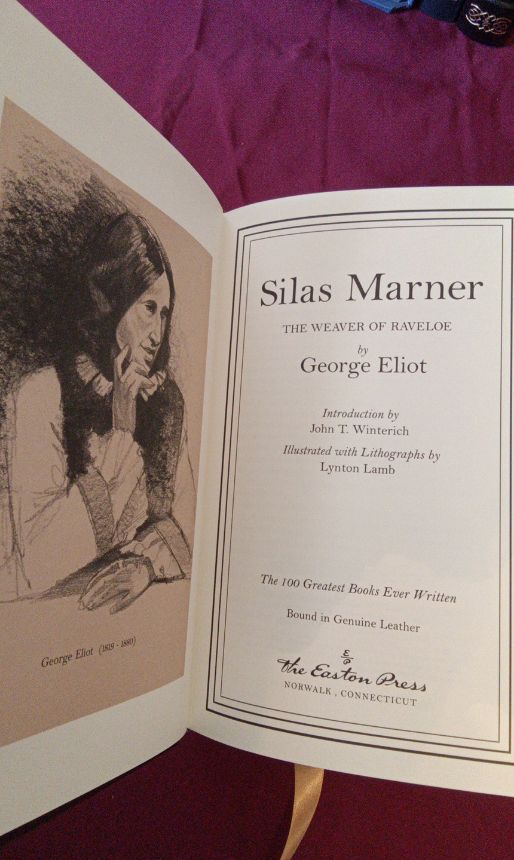 George Eliot (1819 - 1880)
Silas Marner
THE WEAVER OF RAVELOE
by
George Eliot
Introduction by
John T. Winterich
Illustrated with Lithographs by
Lynton Lamb
The 100 Greatest Books Ever Written
Bound in Genuine Leather
E
P
the Easton Press
NORWALK, CONNECTICUT